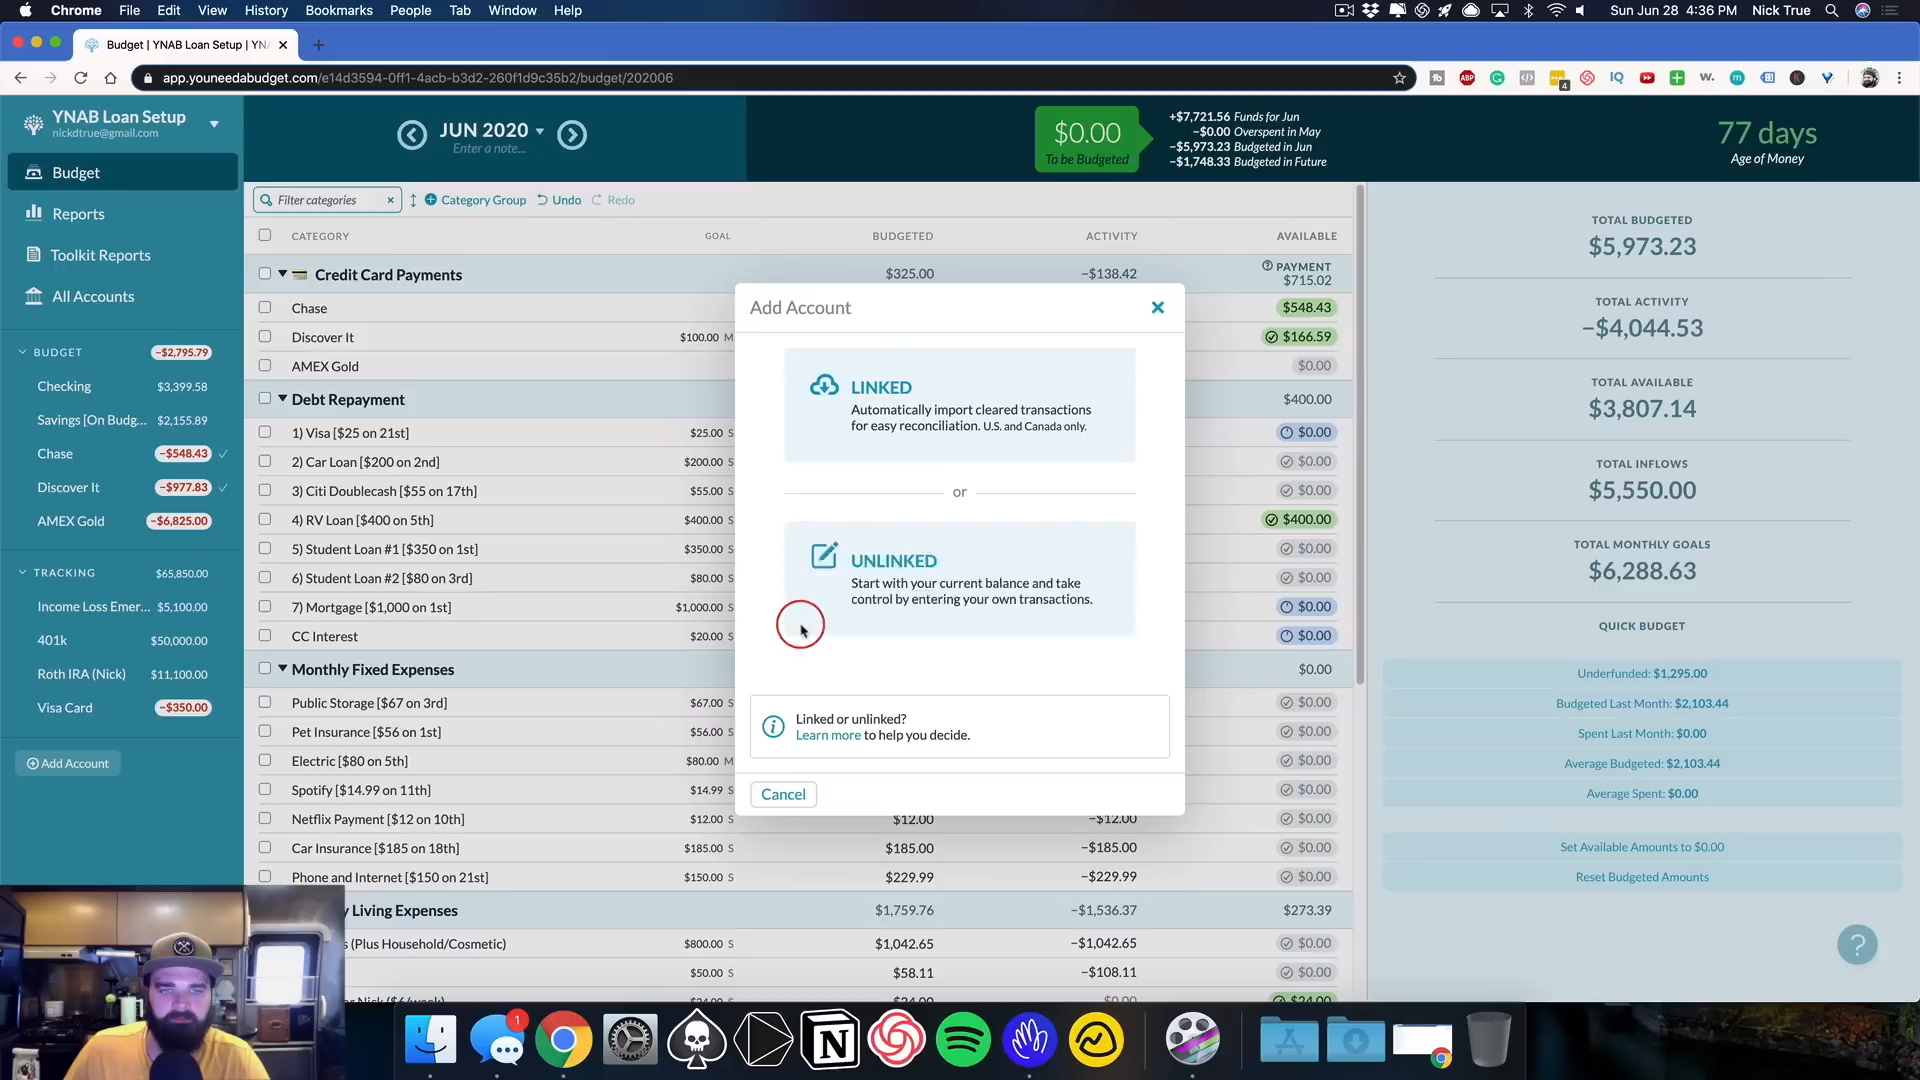 Chrome File Edit View History Bookmarks People Tab Window Help
Sun Jun 28 4:36 PM Nick True
Budget | YNAB Loan Setup | YN
app.youneedabudget.com/e14d3594-0ff1-4acb-b3d2-260f1d9c35b2/budget/202006
ABP
IQ
4
w.
YNAB Loan Setup
nickdtrue@gmail.com
JUN 2020
Enter a note...
$0.00
To be Budgeted
+$7,721.56 Funds for Jun
−$0.00 Overspent in May
−$5,973.23 Budgeted in Jun
−$1,748.33 Budgeted in Future
77 days
Age of Money
Budget
Reports
Toolkit Reports
All Accounts
BUDGET −$2,795.79
Checking $3,399.58
Savings [On Budg... $2,155.89
Chase −$548.43
Discover It −$977.83
AMEX Gold −$6,825.00
TRACKING $65,850.00
Income Loss Emer... $5,100.00
401k $50,000.00
Roth IRA (Nick) $11,100.00
Visa Card −$350.00
Add Account
Filter categories
Category Group Undo Redo
CATEGORY GOAL BUDGETED ACTIVITY AVAILABLE
Credit Card Payments $325.00 −$138.42 PAYMENT
$715.02
Chase $548.43
Discover It $100.00 M $166.59
AMEX Gold $0.00
Debt Repayment $400.00
1) Visa [$25 on 21st] $25.00 S $0.00
2) Car Loan [$200 on 2nd] $200.00 S $0.00
3) Citi Doublecash [$55 on 17th] $55.00 S $0.00
4) RV Loan [$400 on 5th] $400.00 S $400.00
5) Student Loan #1 [$350 on 1st] $350.00 S $0.00
6) Student Loan #2 [$80 on 3rd] $80.00 S $0.00
7) Mortgage [$1,000 on 1st] $1,000.00 S $0.00
CC Interest $20.00 S $0.00
Monthly Fixed Expenses $0.00
Public Storage [$67 on 3rd] $67.00 S $0.00
Pet Insurance [$56 on 1st] $56.00 S $0.00
Electric [$80 on 5th] $80.00 M $0.00
Spotify [$14.99 on 11th] $14.99 S $0.00
Netflix Payment [$12 on 10th] $12.00 S $12.00 −$12.00 $0.00
Car Insurance [$185 on 18th] $185.00 S $185.00 −$185.00 $0.00
Phone and Internet [$150 on 21st] $150.00 S $229.99 −$229.99 $0.00
y Living Expenses $1,759.76 −$1,536.37 $273.39
s (Plus Household/Cosmetic) $800.00 S $1,042.65 −$1,042.65 $0.00
$50.00 S $58.11 −$108.11 $0.00
Nick ($6/week) $24.00 S $24.00 $0.00 $24.00
Add Account
LINKED
Automatically import cleared transactions
for easy reconciliation. U.S. and Canada only.
or
UNLINKED
Start with your current balance and take
control by entering your own transactions.
Linked or unlinked?
Learn more to help you decide.
Cancel
TOTAL BUDGETED
$5,973.23
TOTAL ACTIVITY
−$4,044.53
TOTAL AVAILABLE
$3,807.14
TOTAL INFLOWS
$5,550.00
TOTAL MONTHLY GOALS
$6,288.63
QUICK BUDGET
Underfunded: $1,295.00
Budgeted Last Month: $2,103.44
Spent Last Month: $0.00
Average Budgeted: $2,103.44
Average Spent: $0.00
Set Available Amounts to $0.00
Reset Budgeted Amounts
?
1